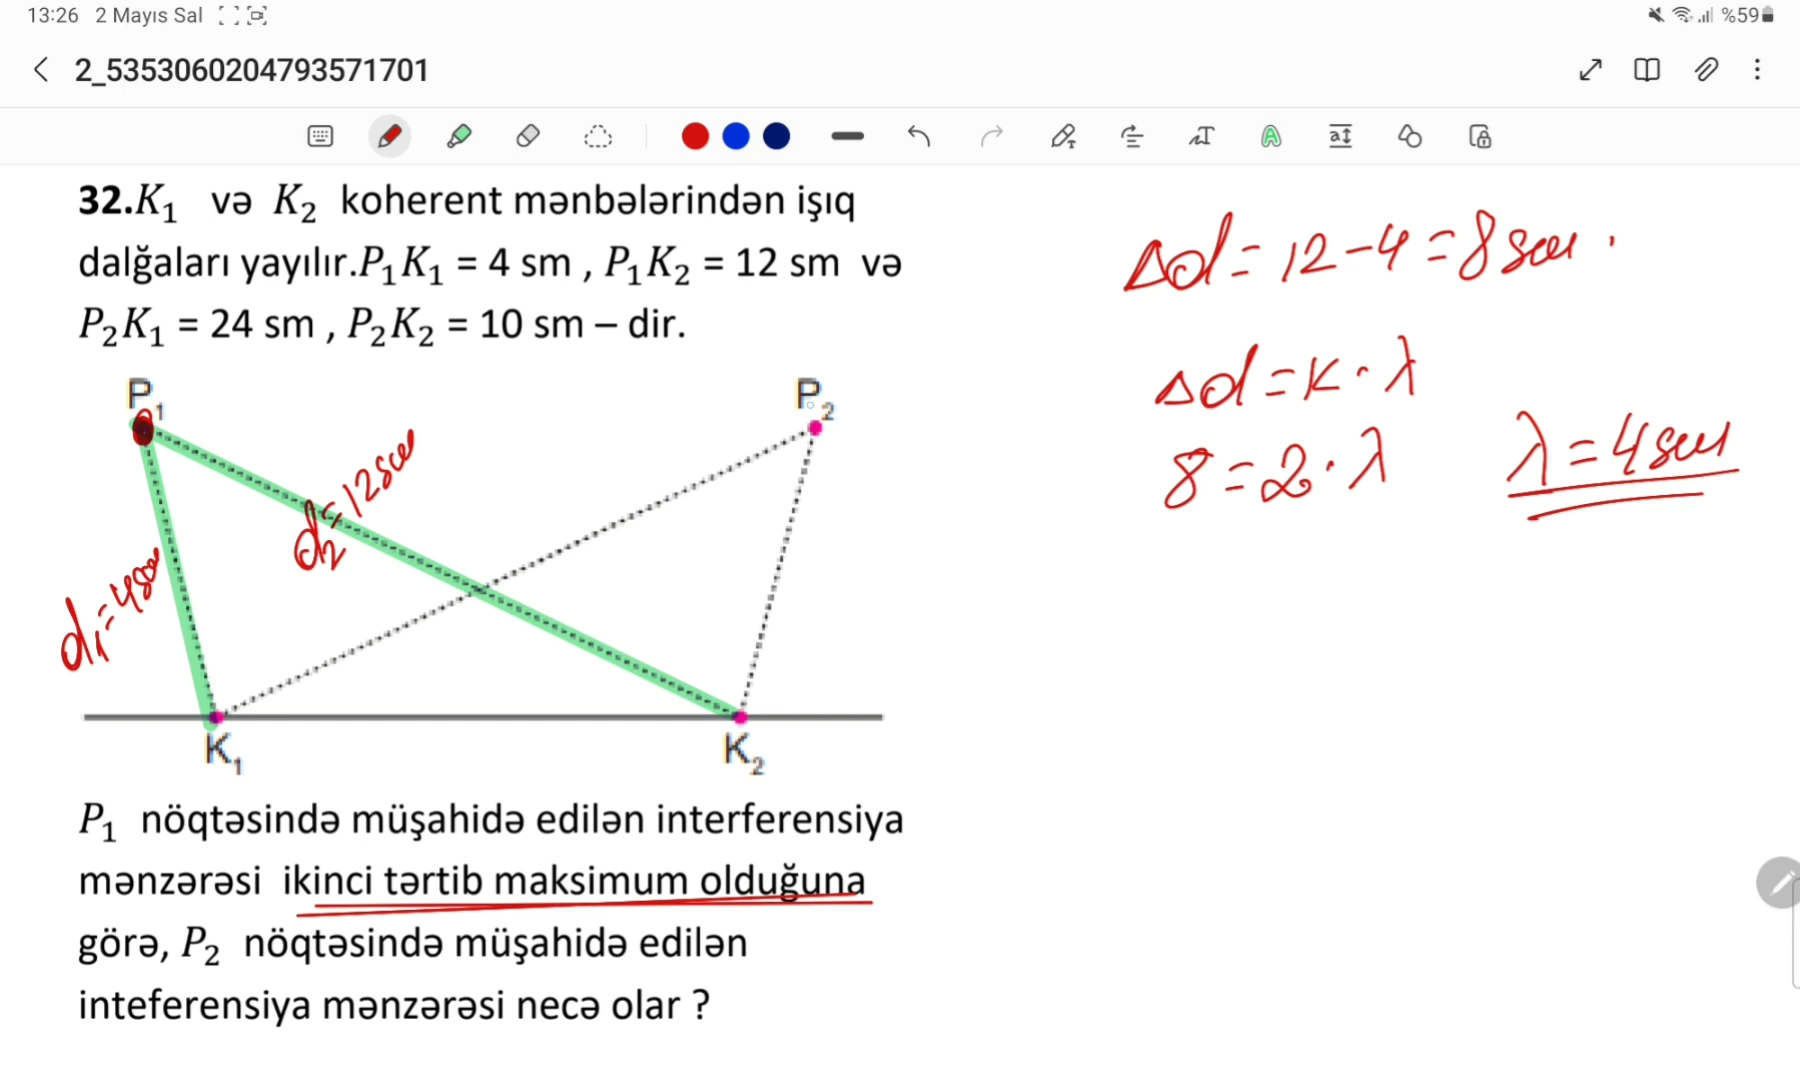 13:26 2 Mayıs Sal %59
2_5353060204793571701
32.K₁ və K₂ koherent mənbələrindən işıq
dalğaları yayılır.P₁K₁ = 4 sm , P₁K₂ = 12 sm və
P₂K₁ = 24 sm , P₂K₂ = 10 sm – dir.
Δd = 12-4 = 8sm.
Δd = K · λ
8 = 2 · λ λ = 4sm
P₁
P₂
d₂ = 12sm
d₁ = 4sm
K₁
K₂
P₁ nöqtəsində müşahidə edilən interferensiya
mənzərəsi ikinci tərtib maksimum olduğuna
görə, P₂ nöqtəsində müşahidə edilən
inteferensiya mənzərəsi necə olar ?